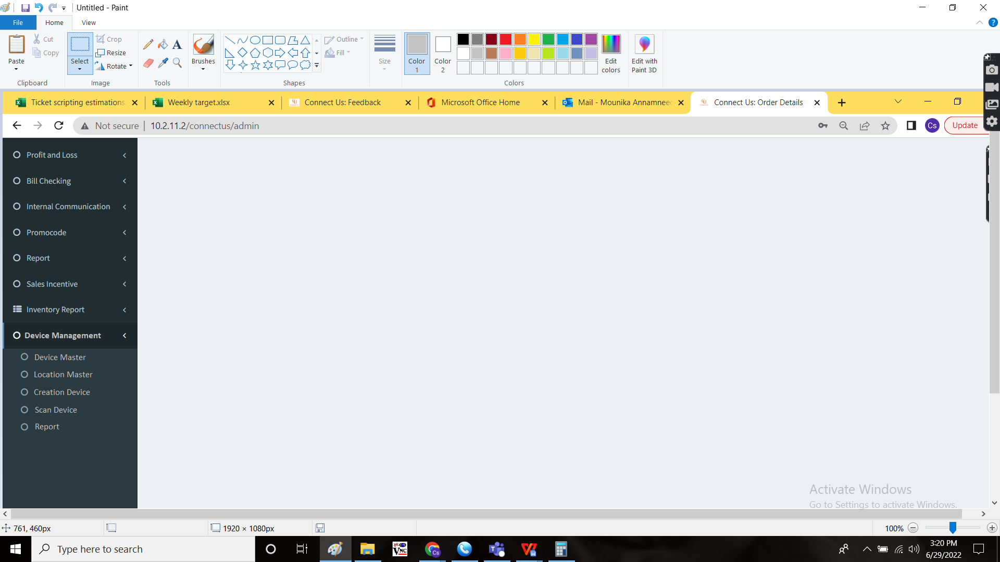 Untitled - Paint
File Home View
Paste Cut Copy Clipboard
Select Crop Resize Rotate Image
Tools
Brushes
Shapes Outline Fill
Size
Color 1 Color 2 Colors
Edit colors
Edit with Paint 3D
Ticket scripting estimations. Weekly target.xlsx Connect Us: Feedback Microsoft Office Home Mail - Mounika Annamneed Connect Us: Order Details
Not secure 10.2.11.2/connectus/admin Cs Update
Profit and Loss
Bill Checking
Internal Communication
Promocode
Report
Sales Incentive
Inventory Report
Device Management
Device Master
Location Master
Creation Device
Scan Device
Report
Activate Windows
Go to Settings to activate Windows.
761, 460px 1920 × 1080px 100%
Type here to search
3:20 PM
6/29/2022